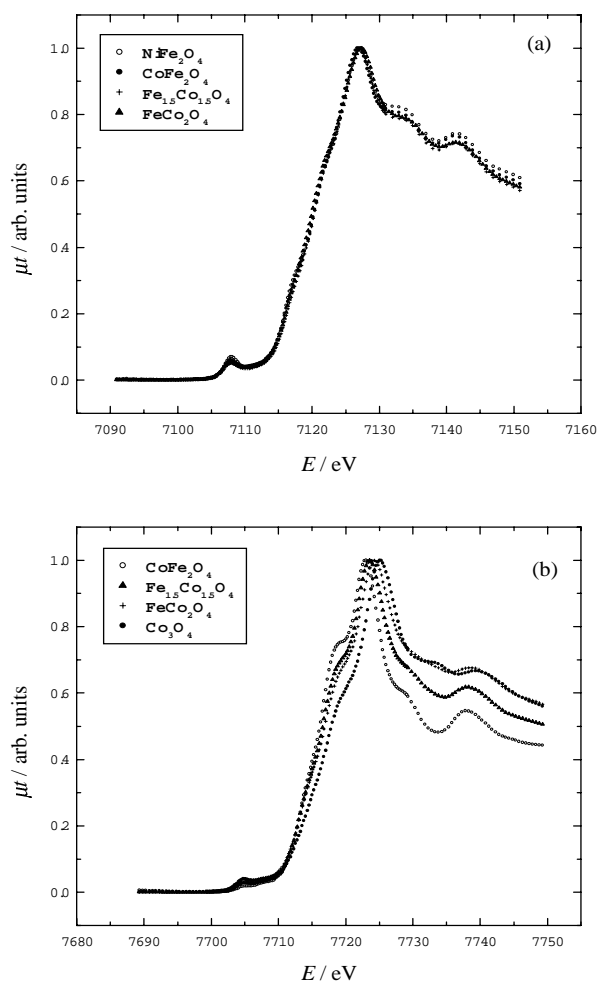 (a)
NiFe₂O₄
CoFe₂O₄
Fe₁.₅Co₁.₅O₄
FeCo₂O₄
1.0
0.8
0.6
0.4
0.2
0.0
μt / arb. units
7090 7100 7110 7120 7130 7140 7150 7160
E / eV
(b)
CoFe₂O₄
Fe₁.₅Co₁.₅O₄
FeCo₂O₄
Co₃O₄
1.0
0.8
0.6
0.4
0.2
0.0
μt / arb. units
7680 7690 7700 7710 7720 7730 7740 7750
E / eV